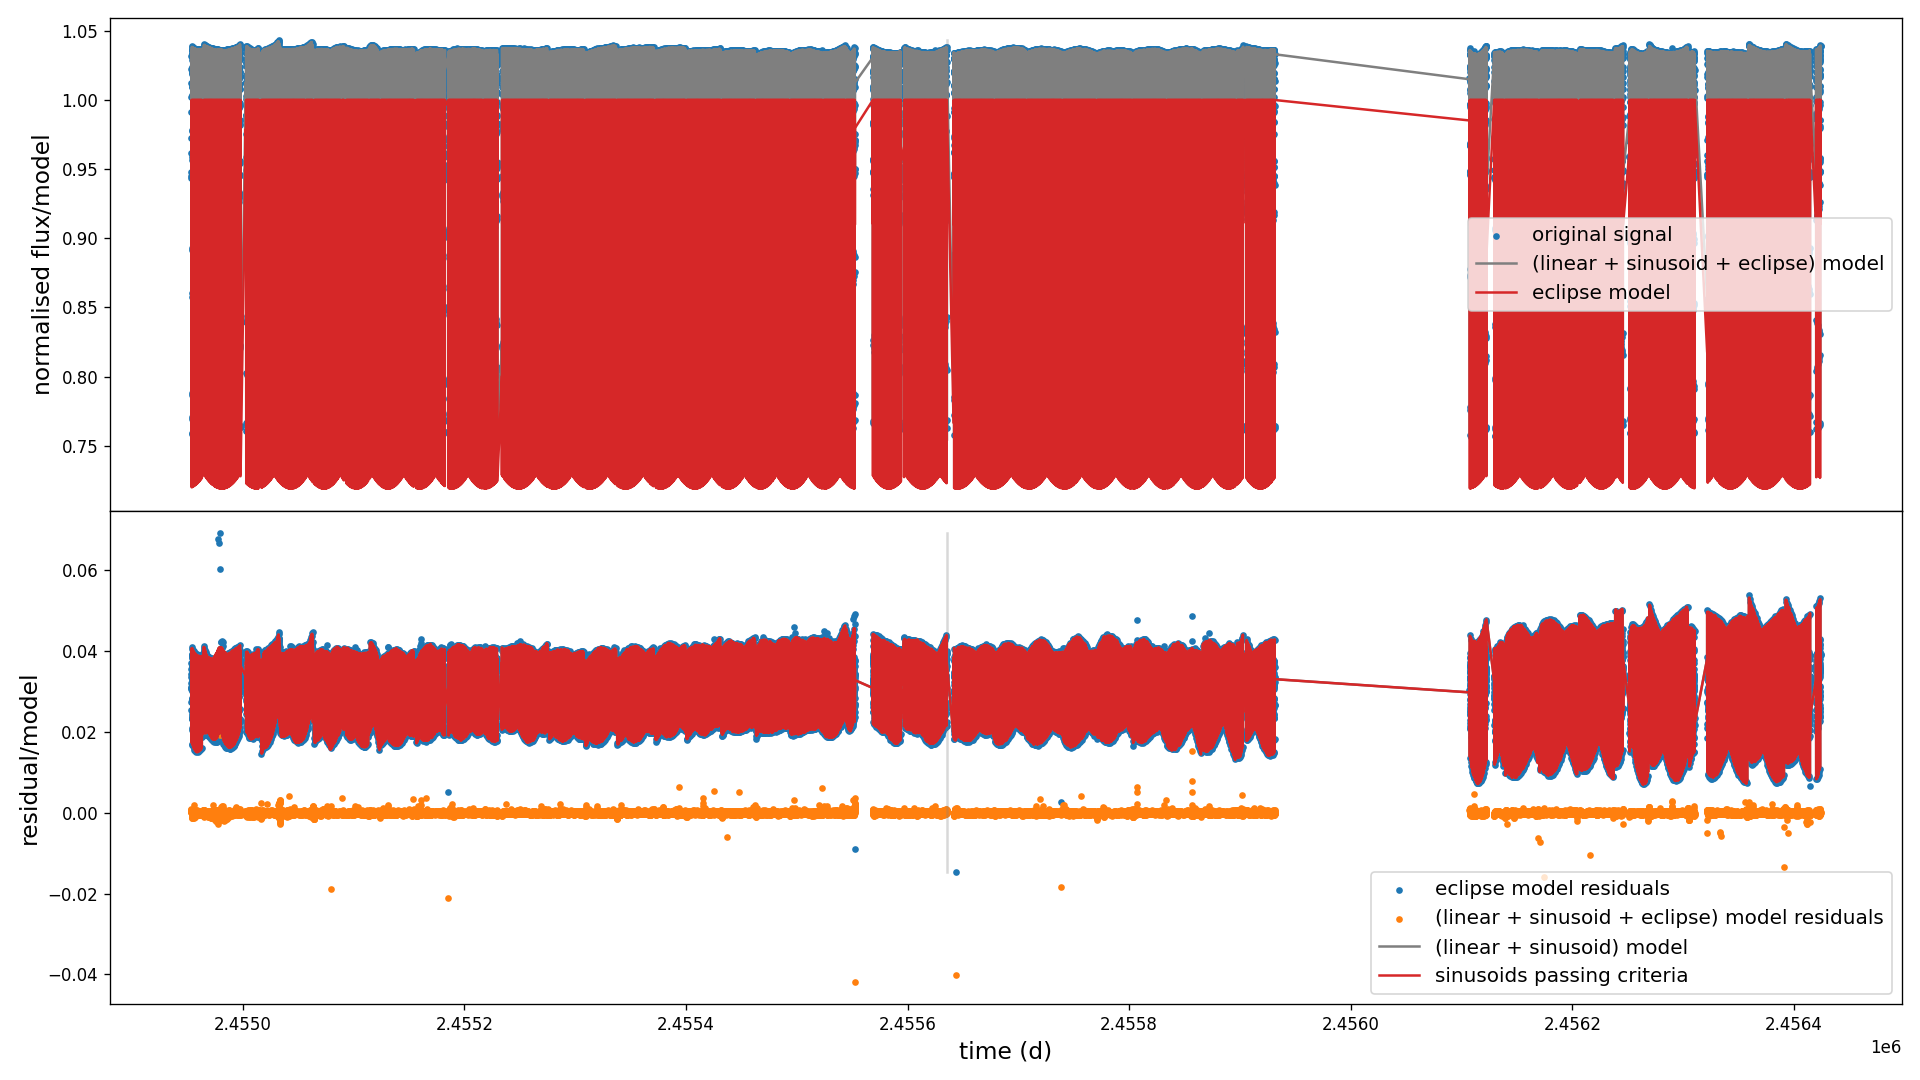 1.05
1.00
0.95
0.90
0.85
0.80
0.75
normalised flux/model
original signal
(linear + sinusoid + eclipse) model
eclipse model
0.06
0.04
0.02
0.00
−0.02
−0.04
residual/model
eclipse model residuals
(linear + sinusoid + eclipse) model residuals
(linear + sinusoid) model
sinusoids passing criteria
2.4550
2.4552
2.4554
2.4556
2.4558
2.4560
2.4562
2.4564
1e6
time (d)